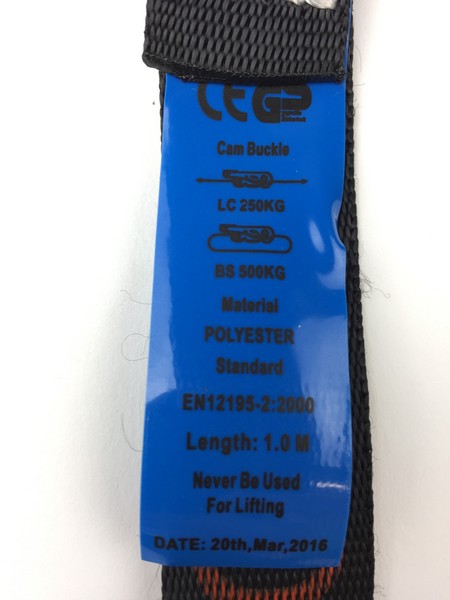 CE GS
Cam Buckle
LC 250KG
BS 500KG
Material
POLYESTER
Standard
EN12195-2:2000
Length: 1.0 M
Never Be Used
For Lifting
DATE: 20th,Mar,2016